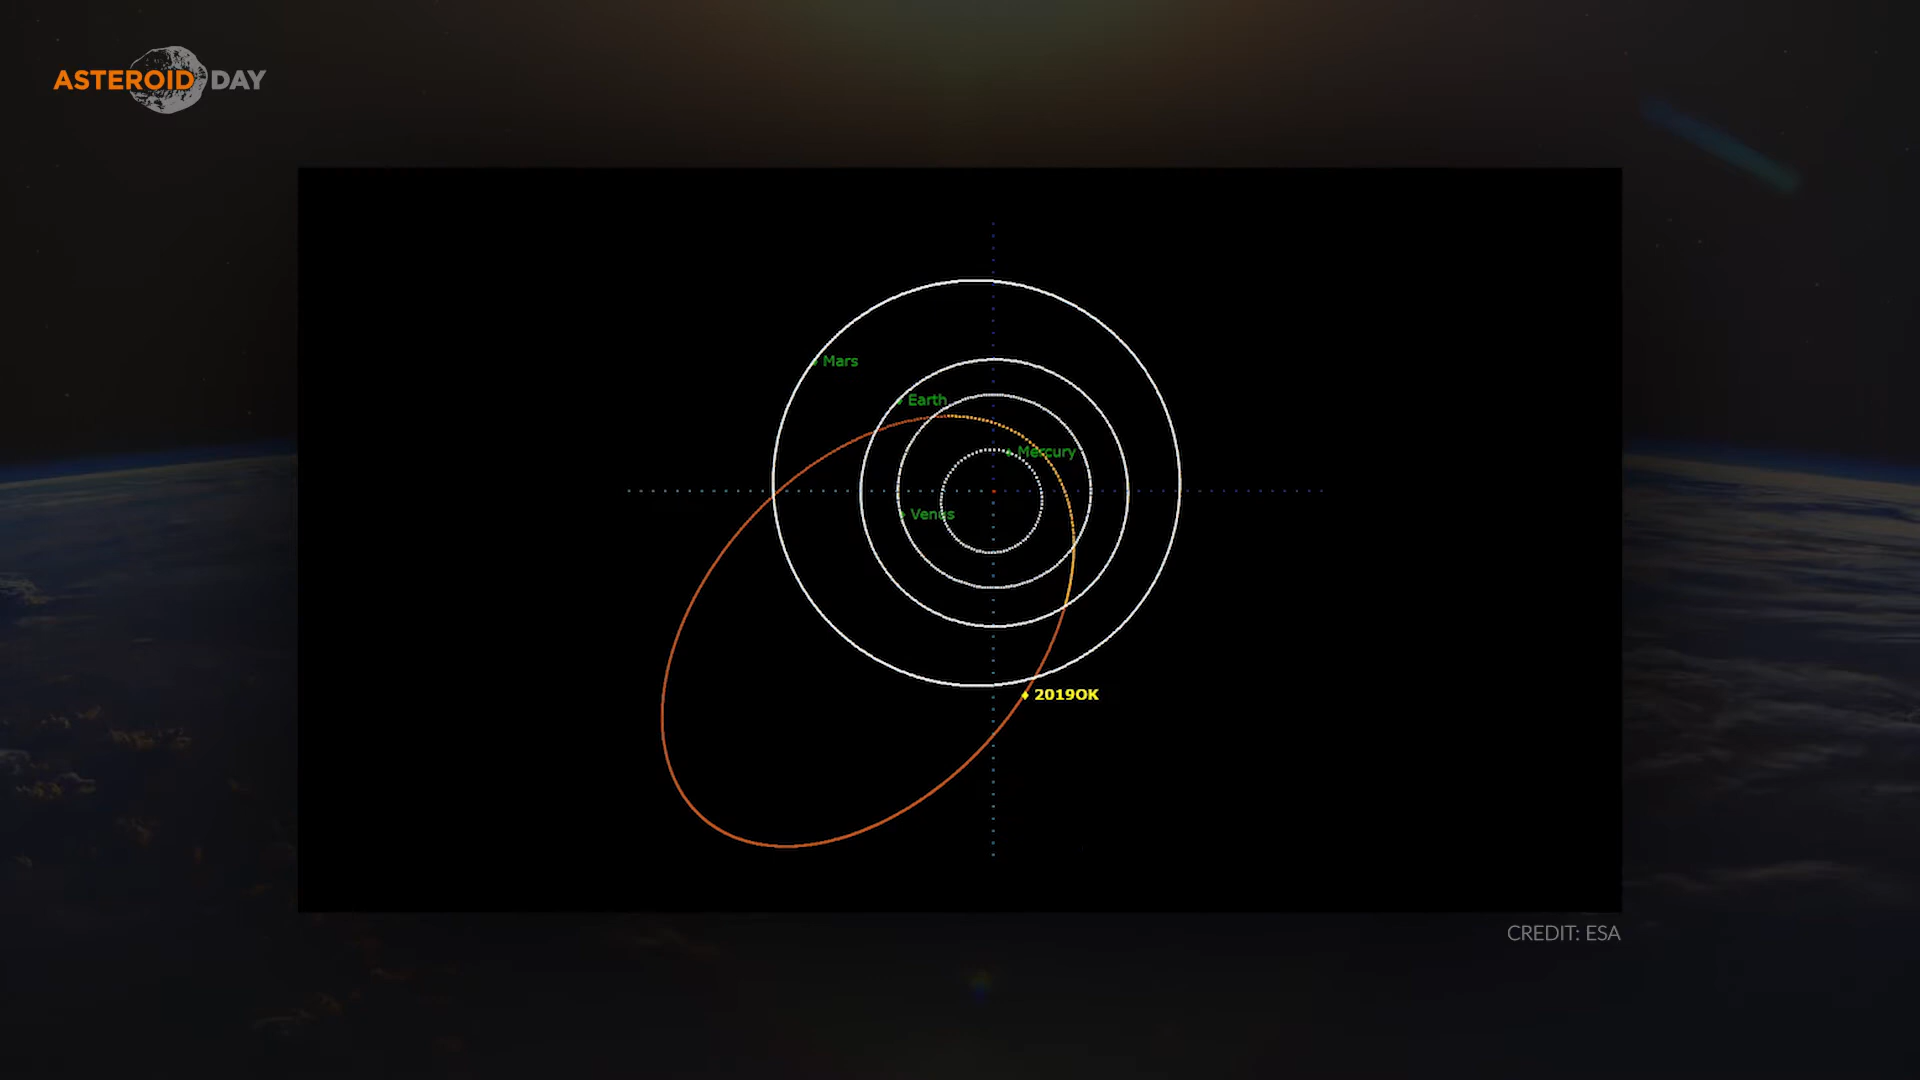 ASTEROID DAY
Mars
Earth
Mercury
Venus
2019OK
CREDIT: ESA